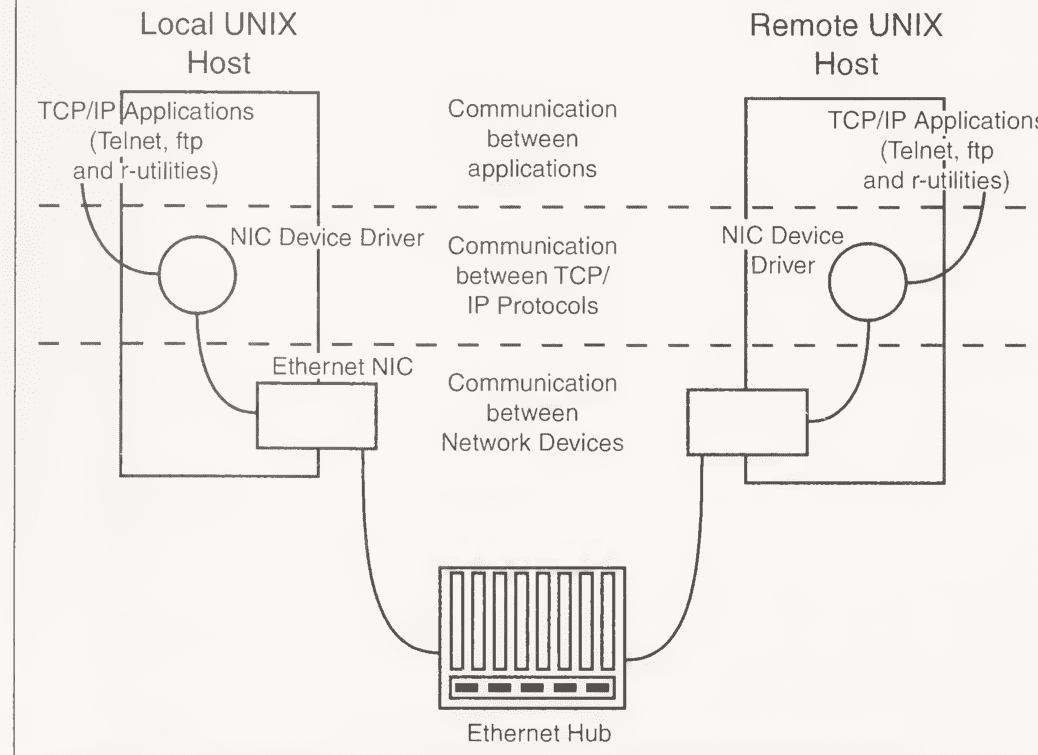 Local UNIX
Host
Remote UNIX
Host
TCP/IP Applications
(Telnet, ftp
and r-utilities)
Communication
between
applications
TCP/IP Applications
(Telnet, ftp
and r-utilities)
NIC Device Driver
Communication
between TCP/
IP Protocols
NIC Device
Driver
Ethernet NIC
Communication
between
Network Devices
Ethernet Hub